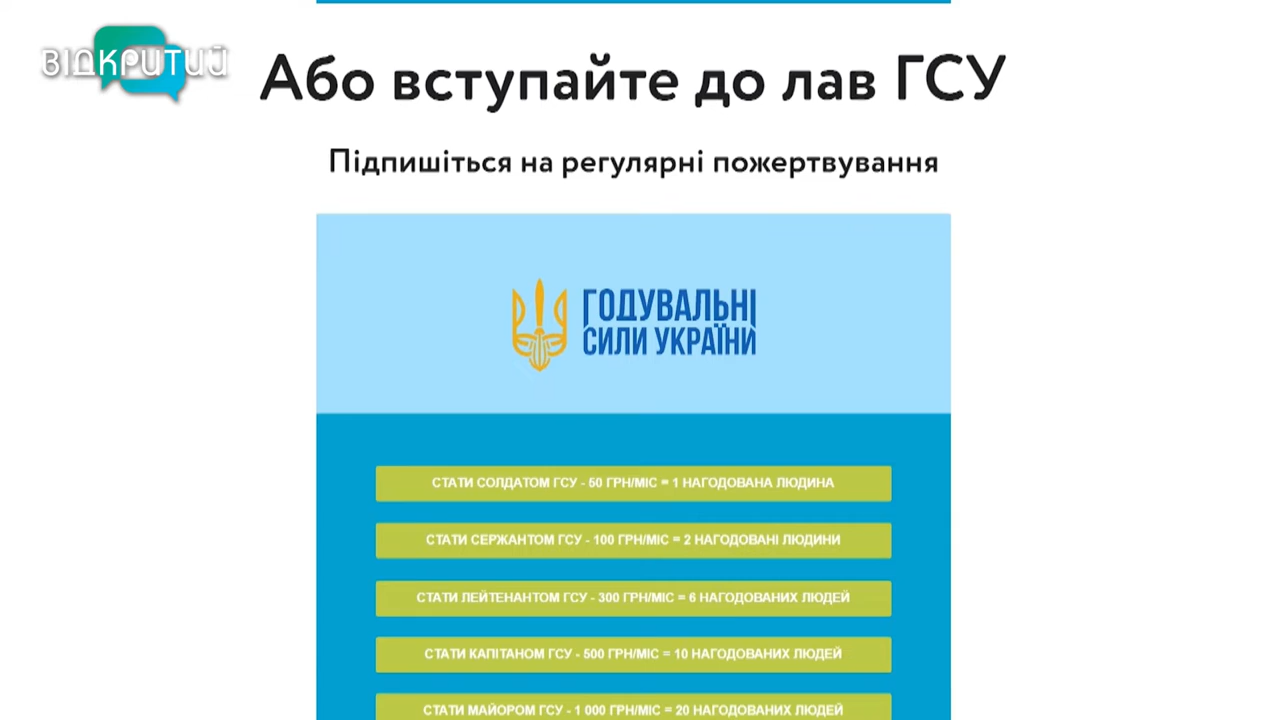 ВІДКРИТИЙ
Або вступайте до лав ГСУ
Підпишіться на регулярні пожертвування
ГОДУВАЛЬНІ
СИЛИ УКРАЇНИ
СТАТИ СОЛДАТОМ ГСУ - 50 ГРН/МІС = 1 НАГОДОВАНА ЛЮДИНА
СТАТИ СЕРЖАНТОМ ГСУ - 100 ГРН/МІС = 2 НАГОДОВАНІ ЛЮДИНИ
СТАТИ ЛЕЙТЕНАНТОМ ГСУ - 300 ГРН/МІС = 6 НАГОДОВАНИХ ЛЮДЕЙ
СТАТИ КАПІТАНОМ ГСУ - 500 ГРН/МІС = 10 НАГОДОВАНИХ ЛЮДЕЙ
СТАТИ МАЙОРОМ ГСУ - 1 000 ГРН/МІС = 20 НАГОДОВАНИХ ЛЮДЕЙ